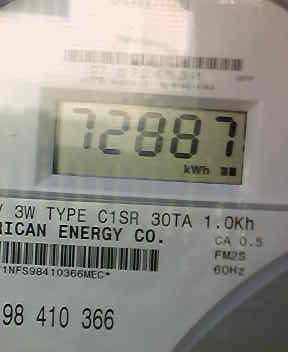 72887
kWh
3W TYPE C1SR 30TA 1.0Kh
RICAN ENERGY CO.
CA 0.5
FM2S
60Hz
1NFS98410366MEC*
98 410 366